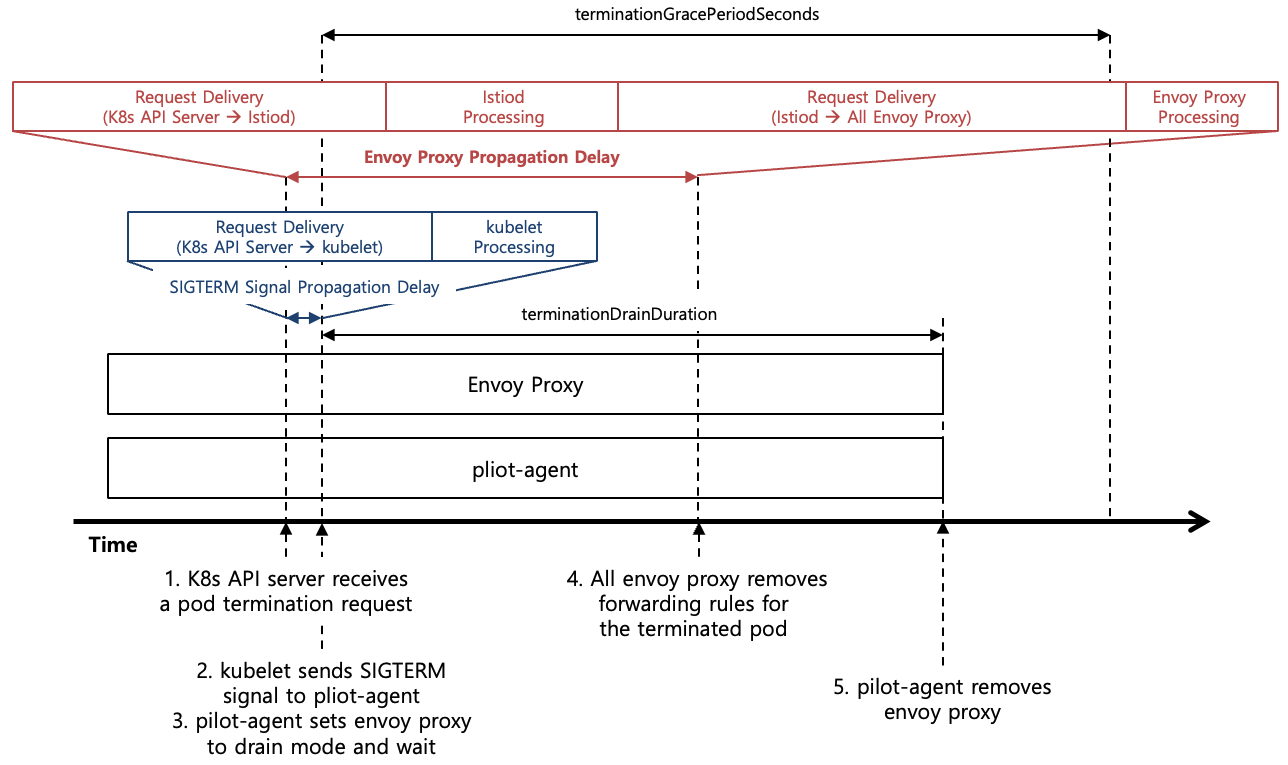 terminationGracePeriodSeconds
Request Delivery
(K8s API Server → Istiod)
Istiod
Processing
Request Delivery
(Istiod → All Envoy Proxy)
Envoy Proxy
Processing
Envoy Proxy Propagation Delay
Request Delivery
(K8s API Server → kubelet)
kubelet
Processing
SIGTERM Signal Propagation Delay
terminationDrainDuration
Envoy Proxy
pliot-agent
Time
1. K8s API server receives
a pod termination request
2. kubelet sends SIGTERM
signal to pliot-agent
3. pilot-agent sets envoy proxy
to drain mode and wait
4. All envoy proxy removes
forwarding rules for
the terminated pod
5. pilot-agent removes
envoy proxy